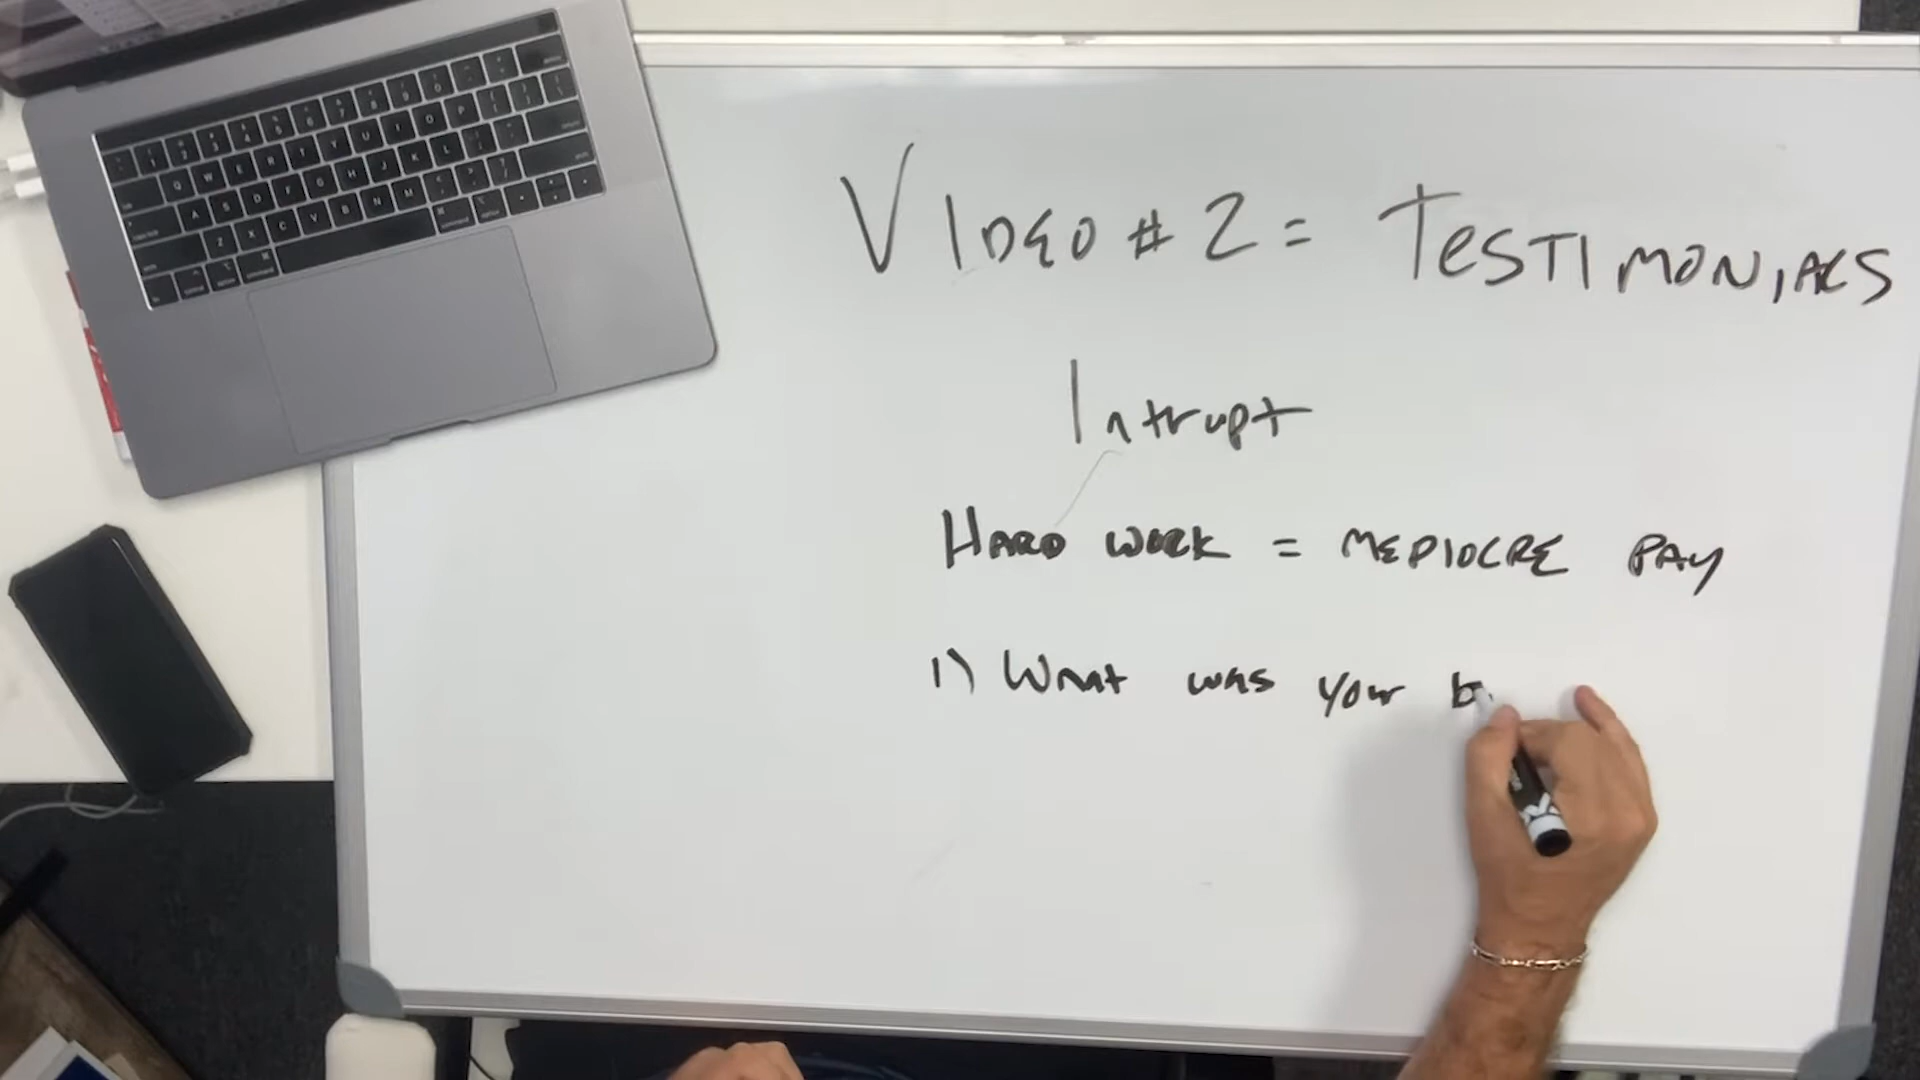 VIDEO # 2 = TESTIMONIALS
Intrupt
HARD WORK = MEDIOCRE PAY
1) What was your b